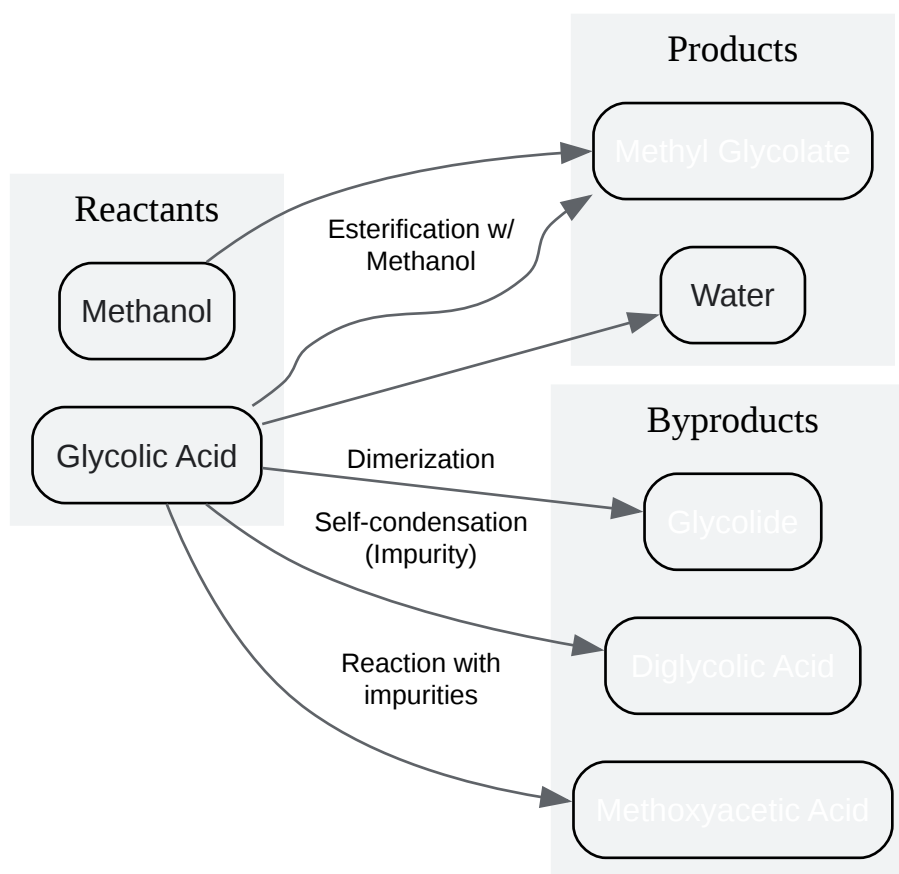 Products
Methyl Glycolate
Reactants
Esterification w/
Methanol
Methanol
Water
Byproducts
Glycolic Acid
Dimerization
Glycolide
Self-condensation
(Impurity)
Diglycolic Acid
Reaction with
impurities
Methoxyacetic Acid